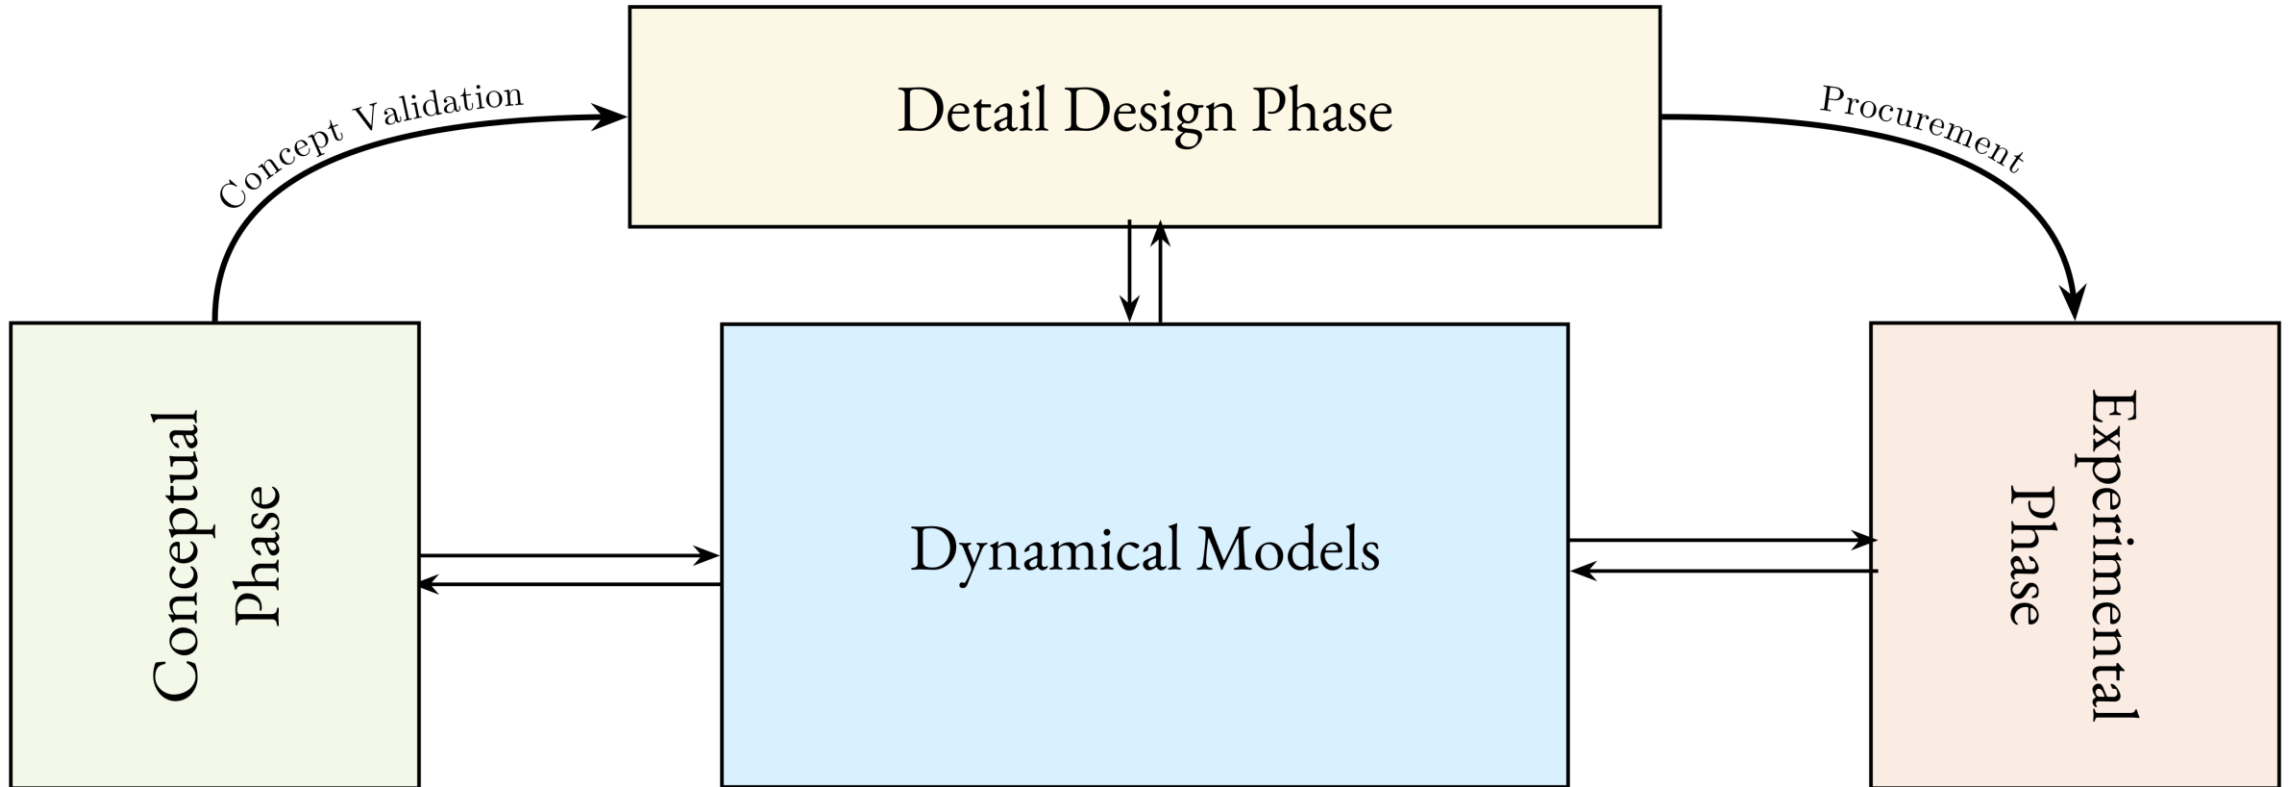 Detail Design Phase
Concept Validation
Procurement
Conceptual
Phase
Dynamical Models
Experimental
Phase